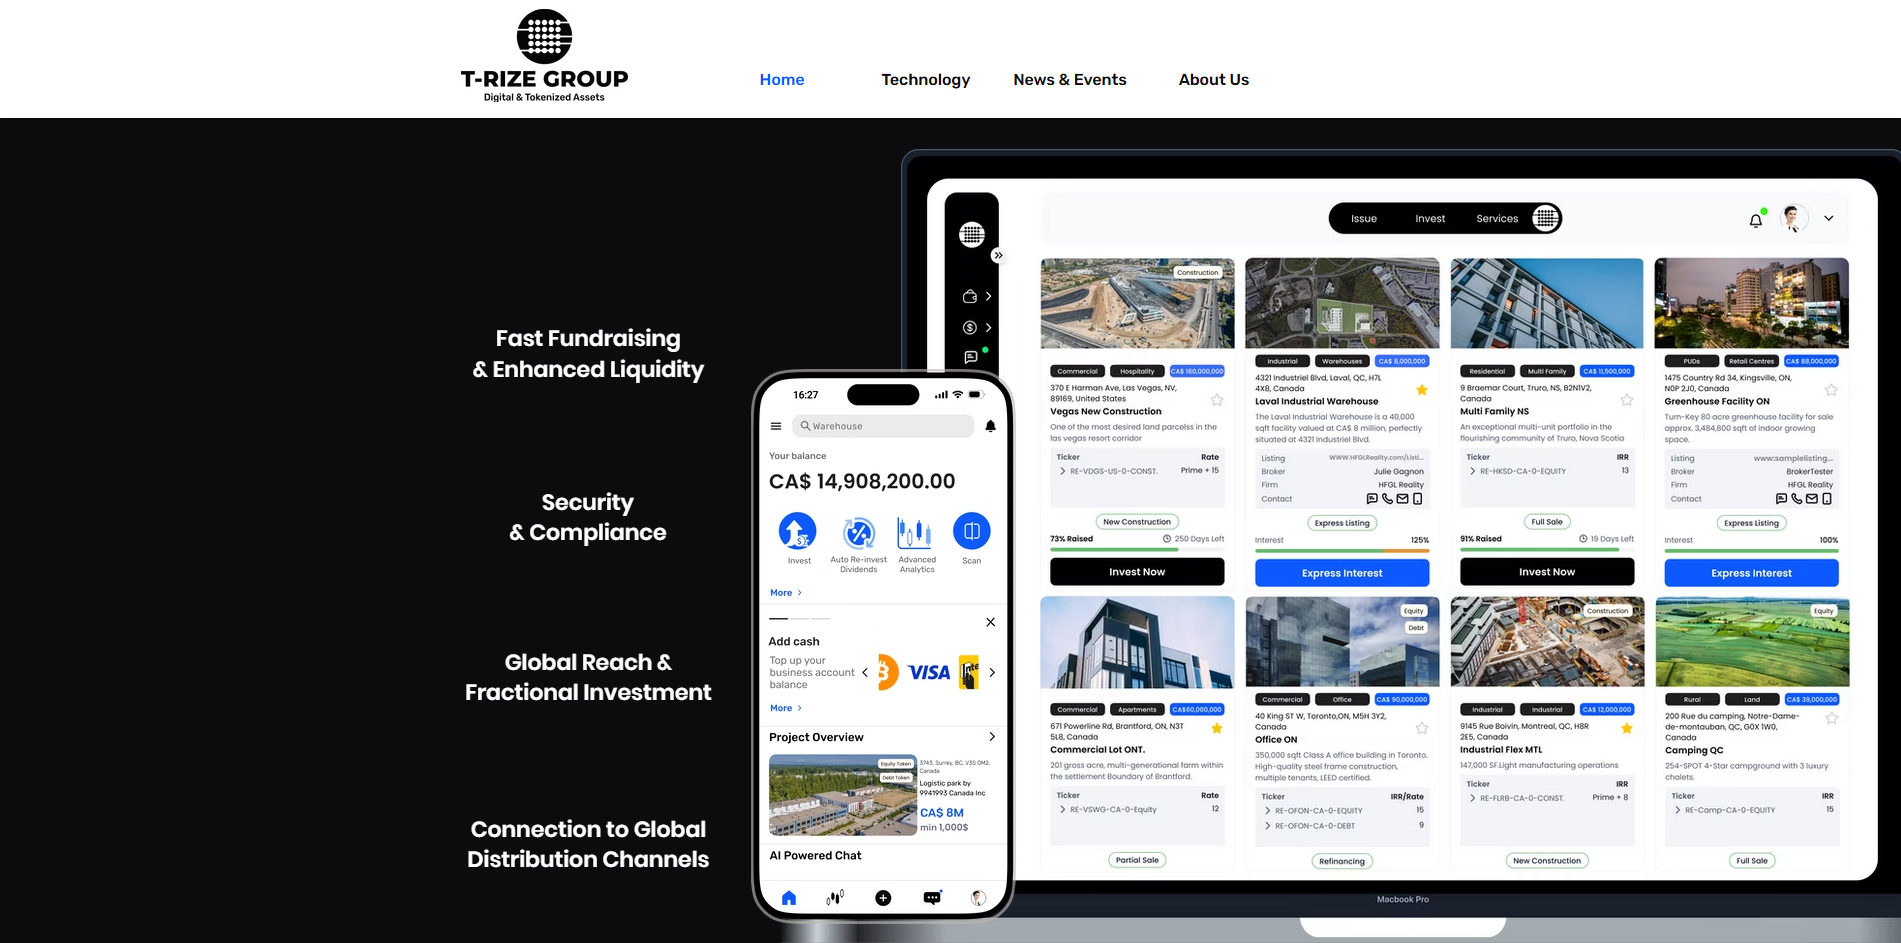 T-RIZE GROUP
Digital & Tokenized Assets
Home
Technology
News & Events
About Us
Fast Fundraising
& Enhanced Liquidity
Security
& Compliance
Global Reach &
Fractional Investment
Connection to Global
Distribution Channels
16:27
Warehouse
Your balance
CA$ 14,908,200.00
Invest
Auto Re-invest
Dividends
Advanced
Analytics
Scan
More
Add cash
Top up your
business account
balance
VISA
Inte
More
Project Overview
Equity Token
Debt Token
3743, Surrey, BC, V3S 0M2,
Canada
Logistic park by
9941993 Canada Inc
CA$ 8M
min 1,000$
AI Powered Chat
Issue
Invest
Services
Construction
Commercial
Hospitality
CA$ 160,000,000
370 E Harman Ave, Las Vegas, NV,
89169, United States
Vegas New Construction
One of the most desired land parcelss in the
las vegas resort corridor
Ticker
Rate
RE-VDGS-US-0-CONST.
Prime + 15
New Construction
73% Raised
250 Days Left
Invest Now
Industrial
Warehouses
CA$ 8,000,000
4321 Industriel Blvd, Laval, QC, H7L
4X8, Canada
Laval Industrial Warehouse
The Laval Industrial Warehouse is a 40,000
sqft facility valued at CA$ 8 million, perfectly
situated at 4321 Industriel Blvd.
Listing
WWW.HFGLReality.com/Listi...
Broker
Julie Gagnon
Firm
HFGL Reality
Contact
Express Listing
Interest
125%
Express Interest
Residential
Multi Family
CA$ 11,500,000
9 Braemar Court, Truro, NS, B2N1V2,
Canada
Multi Family NS
An exceptional multi-unit portfolio in the
flourishing community of Truro, Nova Scotia
Ticker
IRR
RE-HKSD-CA-0-EQUITY
13
Full Sale
91% Raised
19 Days Left
Invest Now
PUDs
Retail Centres
CA$ 88,000,000
1475 Country Rd 34, Kingsville, ON,
N0P 2J0, Canada
Greenhouse Facility ON
Turn-Key 80 acre greenhouse facility for sale
approx. 3,484,800 sqft of indoor growing
space.
Listing
www.samplelisting...
Broker
BrokerTester
Firm
HFGL Reality
Contact
Express Listing
Interest
100%
Express Interest
Commercial
Apartments
CA$60,000,000
671 Powerline Rd, Brantford, ON, N3T
5L8, Canada
Commercial Lot ONT.
201 gross acre, multi-generational farm within
the settlement Boundary of Brantford.
Ticker
Rate
RE-VSWG-CA-0-Equity
12
Partial Sale
Equity
Debt
Commercial
Office
CA$ 90,000,000
40 King ST W, Toronto,ON, M5H 3Y2,
Canada
Office ON
350,000 sqft Class A office building in Toronto.
High-quality steel frame construction,
multiple tenants, LEED certified.
Ticker
IRR/Rate
RE-OFON-CA-0-EQUITY
15
RE-OFON-CA-0-DEBT
9
Refinancing
Construction
Industrial
Industrial
CA$ 12,000,000
9145 Rue Boivin, Montreal, QC, H8R
2E5, Canada
Industrial Flex MTL
147,000 SF.Light manufacturing operations
Ticker
IRR
RE-FLRB-CA-0-CONST.
Prime + 8
New Construction
Equity
Rural
Land
CA$ 39,000,000
200 Rue du camping, Notre-Dame-
de-montauban, QC, G0X 1W0,
Canada
Camping QC
254-SPOT 4-Star campground with 3 luxury
chalets.
Ticker
IRR
RE-Camp-CA-0-EQUITY
15
Full Sale
Macbook Pro